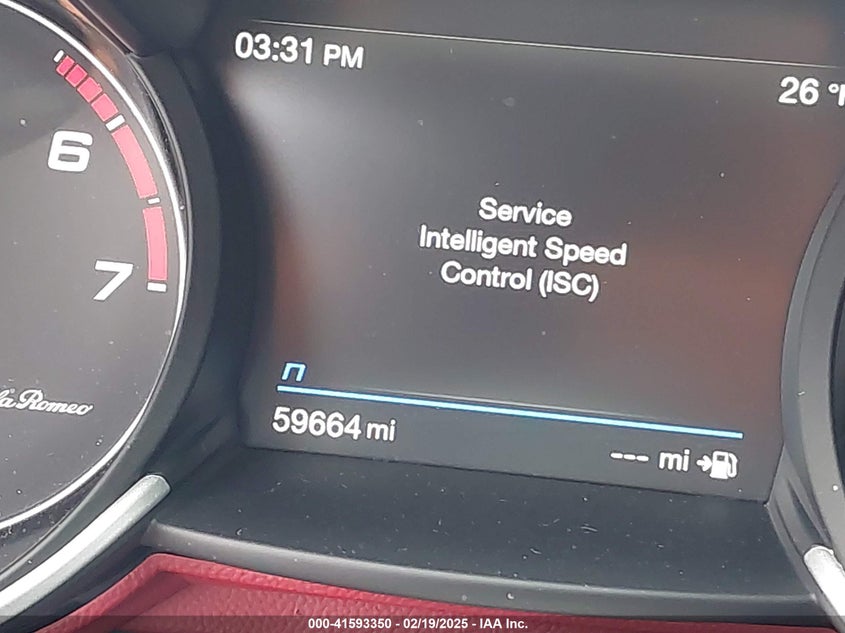 03:31 PM
26 °
6
Service
Intelligent Speed
Control (ISC)
7
n
a Romeo
59664 mi
--- mi
000-41593350 - 02/19/2025 - IAA Inc.